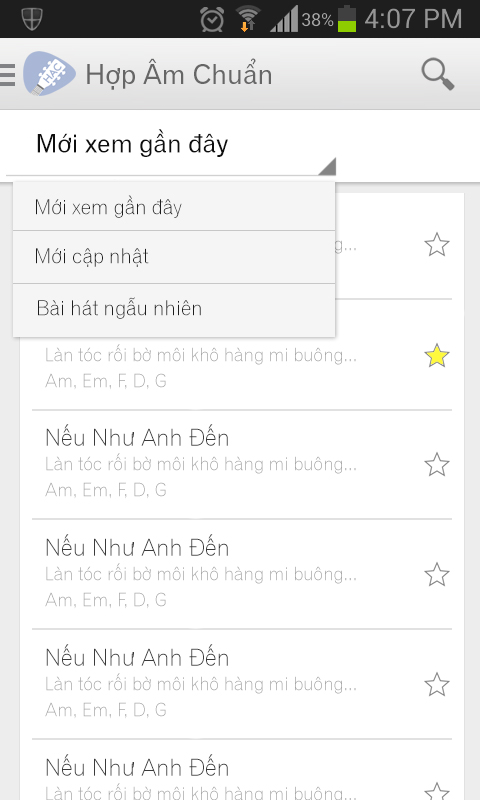 38% 4:07 PM
HAC
Hợp Âm Chuẩn
Mới xem gần đây
Mới xem gần đây
Mới cập nhật
Bài hát ngẫu nhiên
ng...
Làn tóc rối bờ môi khô hàng mi buông...
Am, Em, F, D, G
Nếu Như Anh Đến
Làn tóc rối bờ môi khô hàng mi buông...
Am, Em, F, D, G
Nếu Như Anh Đến
Làn tóc rối bờ môi khô hàng mi buông...
Am, Em, F, D, G
Nếu Như Anh Đến
Làn tóc rối bờ môi khô hàng mi buông...
Am, Em, F, D, G
Nếu Như Anh Đến
Làn tóc rối bờ môi khô hàng mi buông...